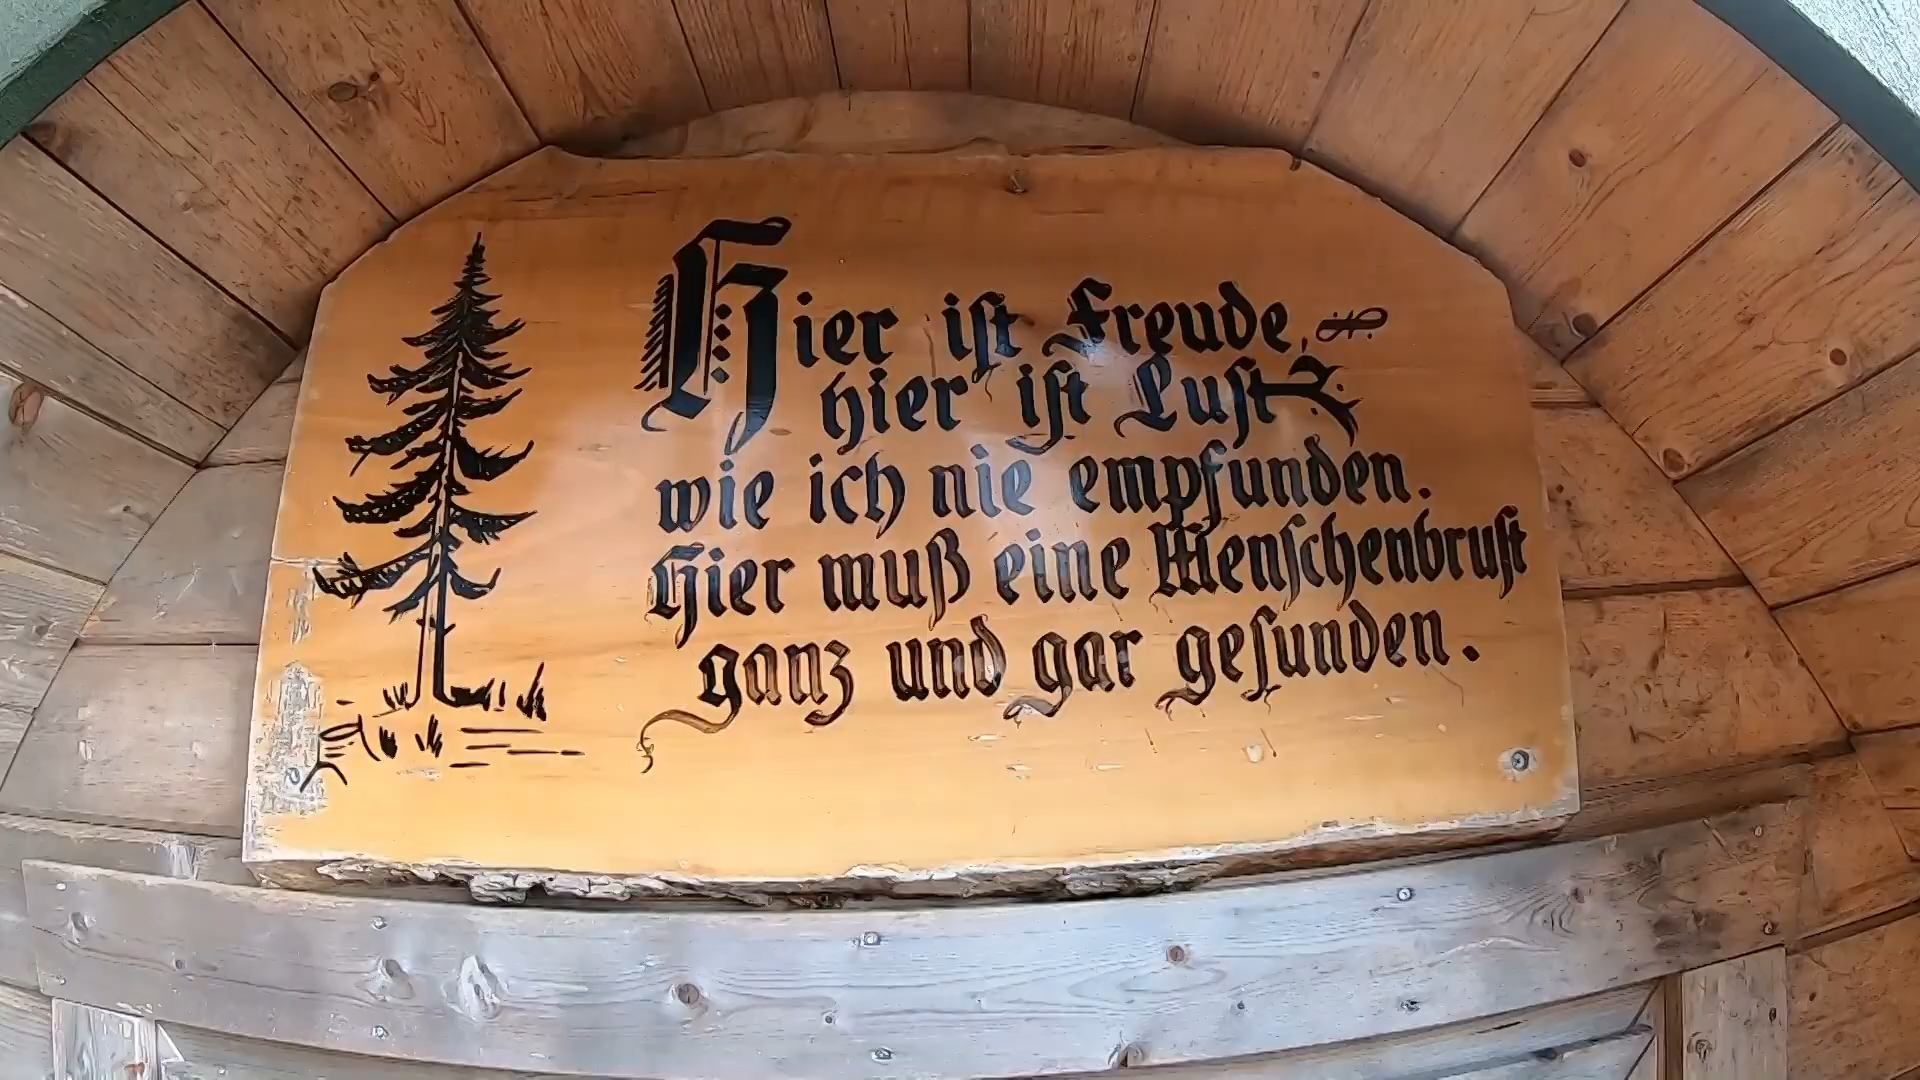 Hier ist Freude,
hier ist Lust
wie ich nie empfunden.
Hier muß eine Menschenbrust
ganz und gar gesunden.